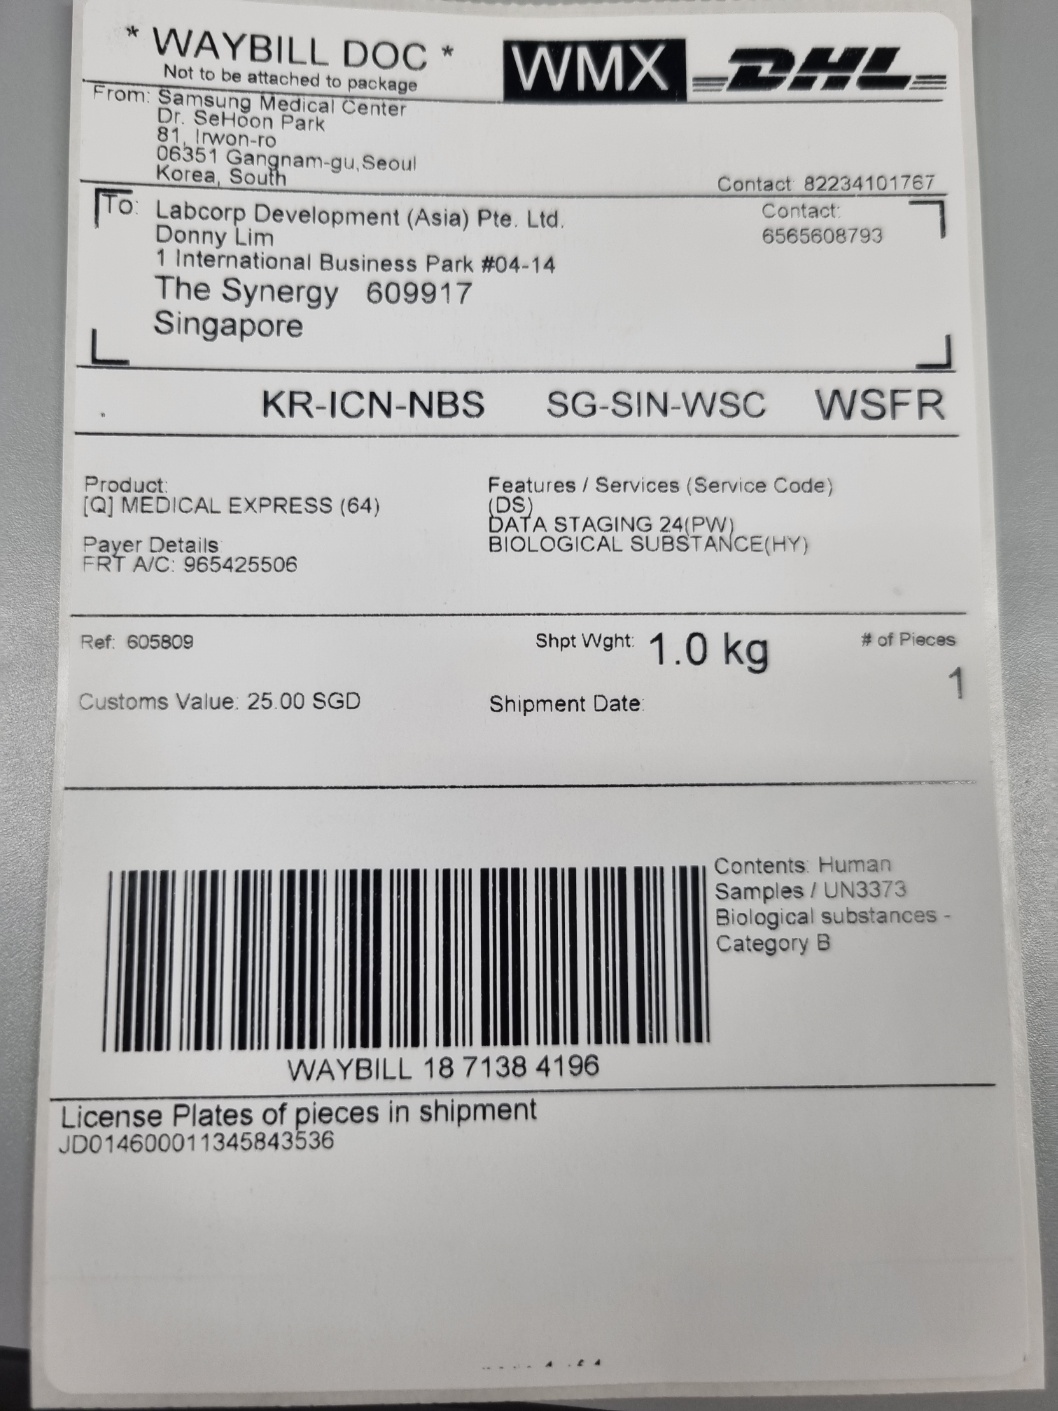 * WAYBILL DOC *
Not to be attached to package
WMX
DHL
From: Samsung Medical Center
Dr. SeHoon Park
81, Irwon-ro
06351 Gangnam-gu,Seoul
Korea, South
Contact: 82234101767
To: Labcorp Development (Asia) Pte. Ltd.
Donny Lim
1 International Business Park #04-14
The Synergy 609917
Singapore
Contact:
6565608793
KR-ICN-NBS SG-SIN-WSC WSFR
Product:
[Q] MEDICAL EXPRESS (64)
Payer Details
FRT A/C: 965425506
Features / Services (Service Code)
(DS)
DATA STAGING 24(PW)
BIOLOGICAL SUBSTANCE(HY)
Ref: 605809
Shpt Wght: 1.0 kg
# of Pieces
1
Customs Value: 25.00 SGD
Shipment Date:
Contents: Human
Samples / UN3373
Biological substances -
Category B
WAYBILL 18 7138 4196
License Plates of pieces in shipment
JD014600011345843536